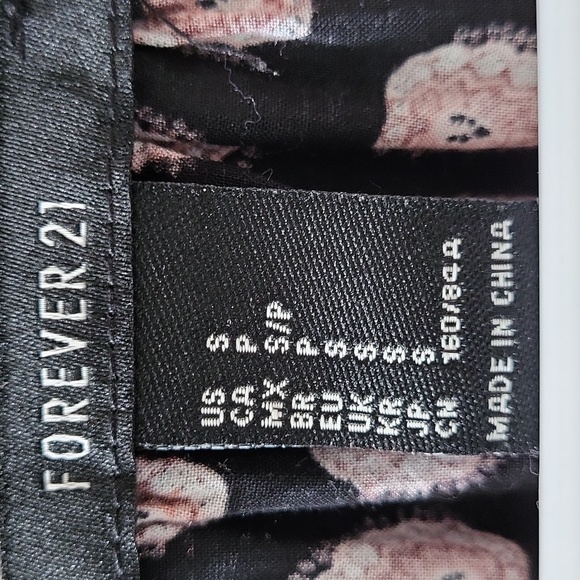 FOREVER 21
US S
CA P
MX S/P
BR P
EU S
UK S
KR S
JP S
CN 160/84A
MADE IN CHINA